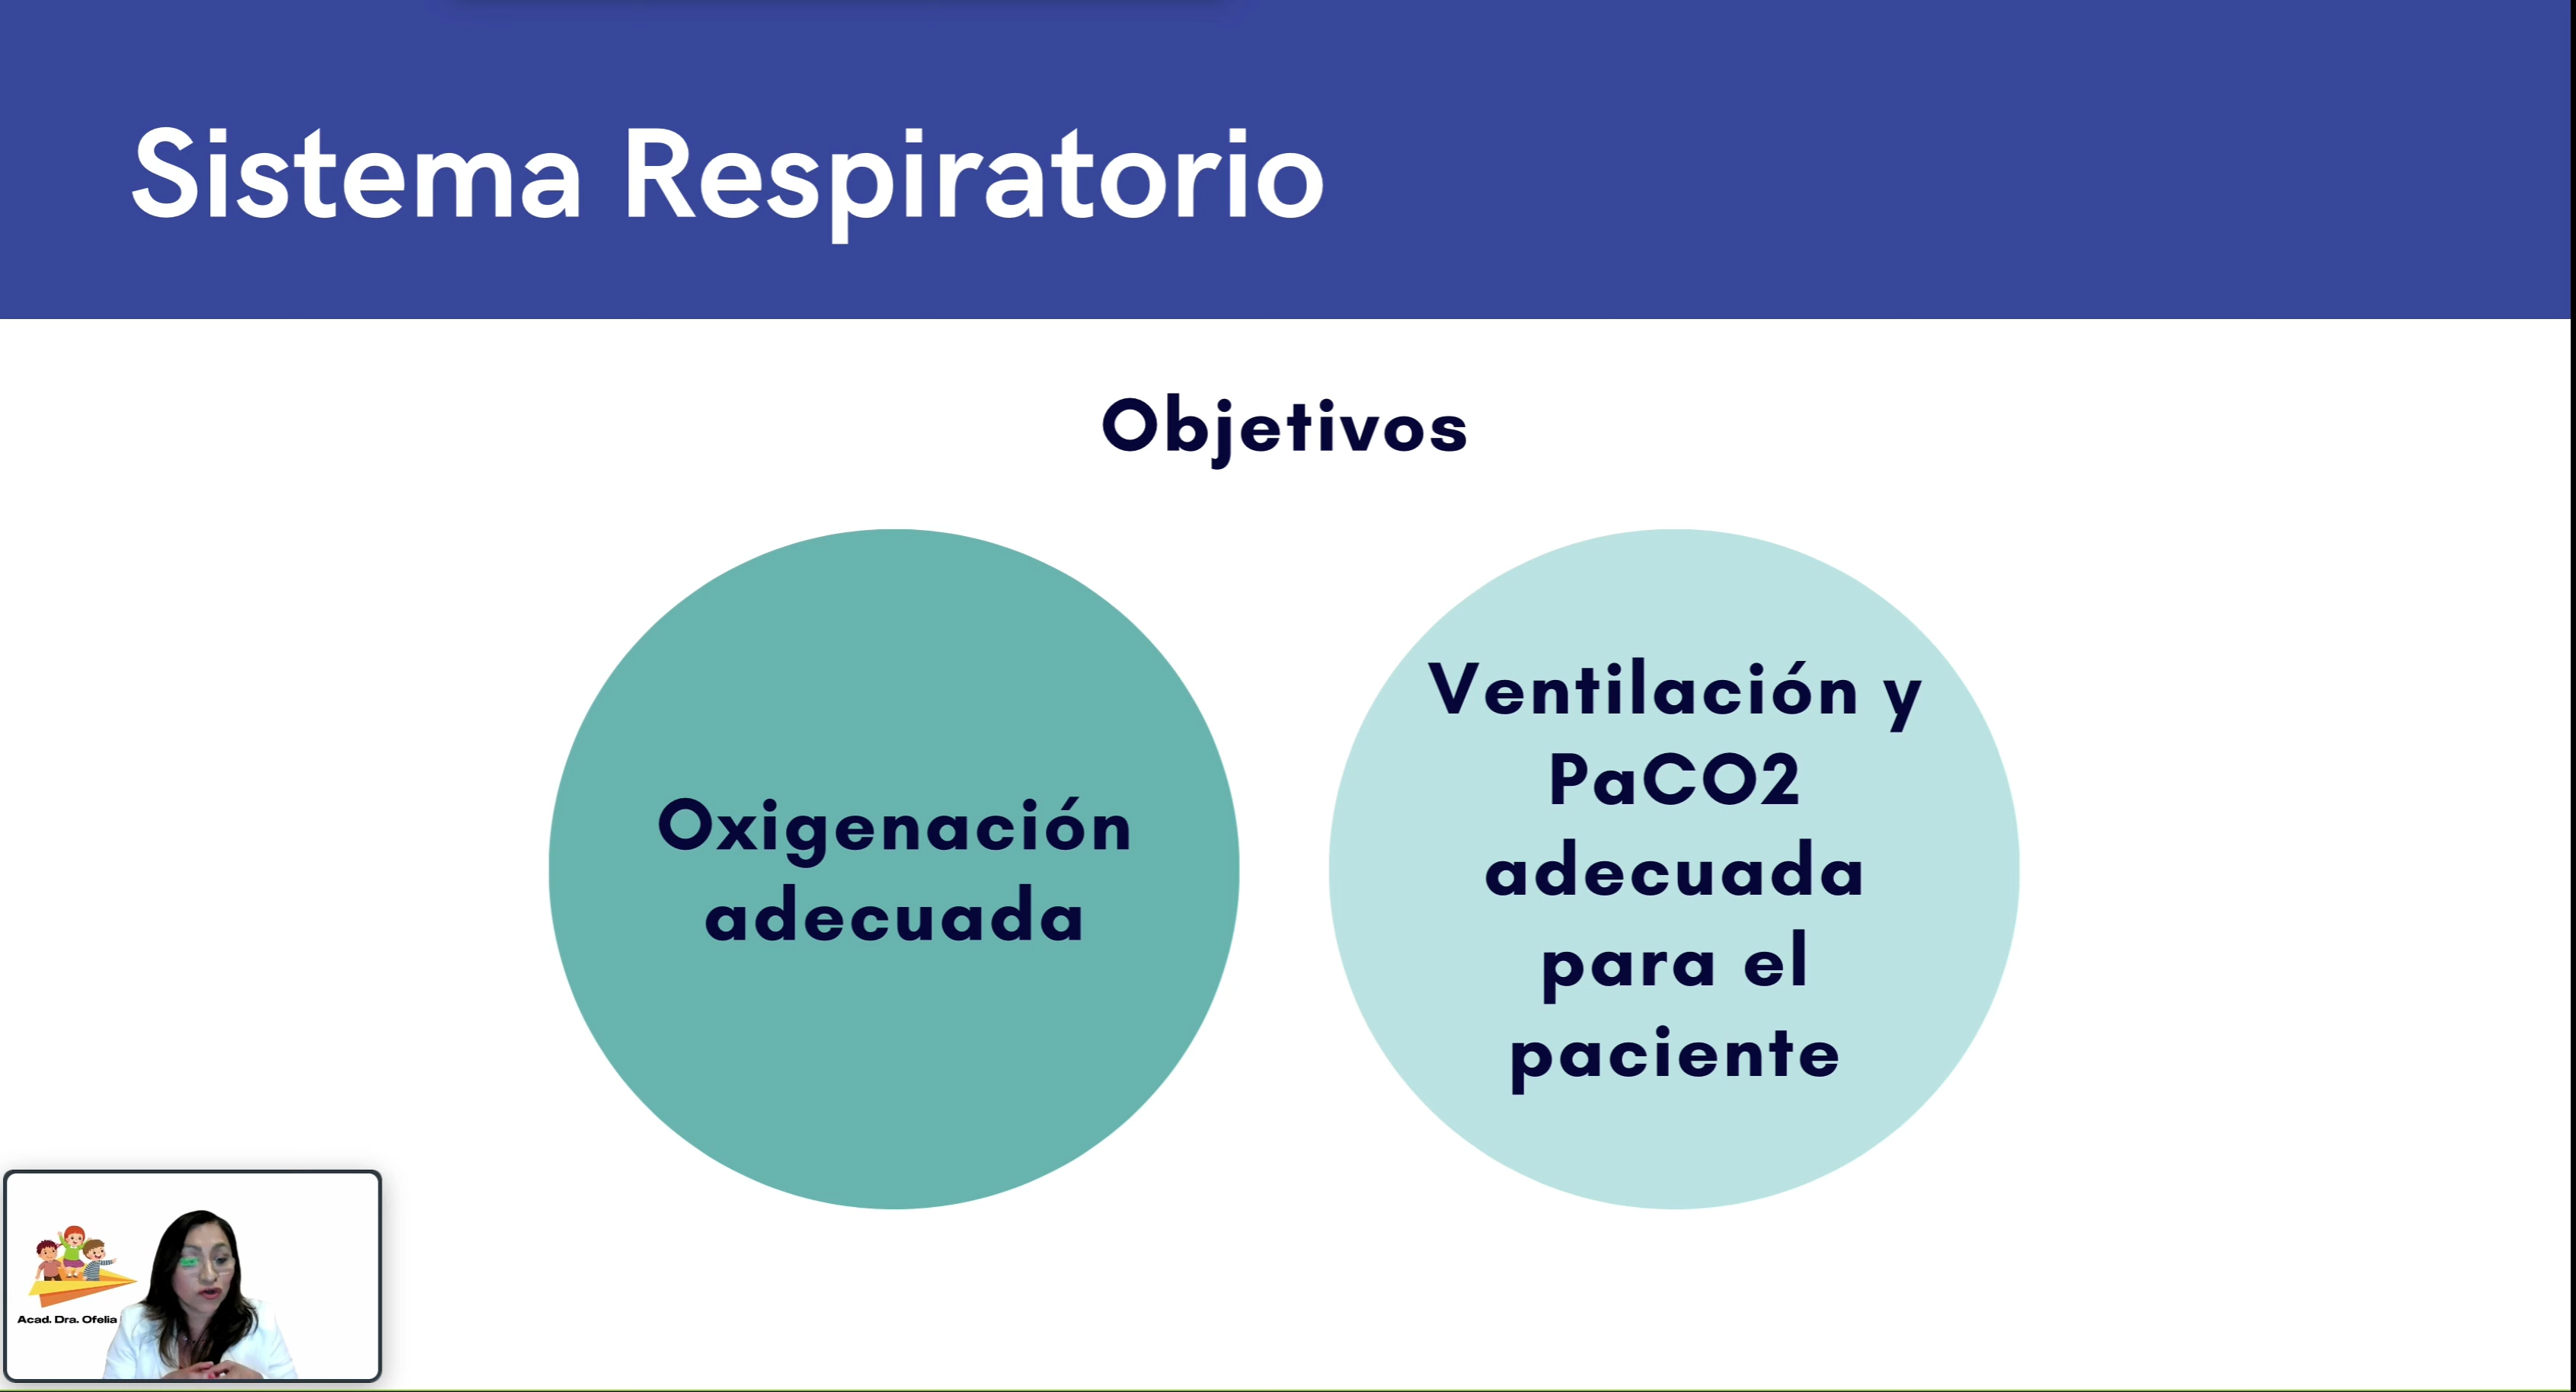 Sistema Respiratorio
Objetivos
Oxigenación
adecuada
Ventilación y
PaCO2
adecuada
para el
paciente
Acad. Dra. Ofelia